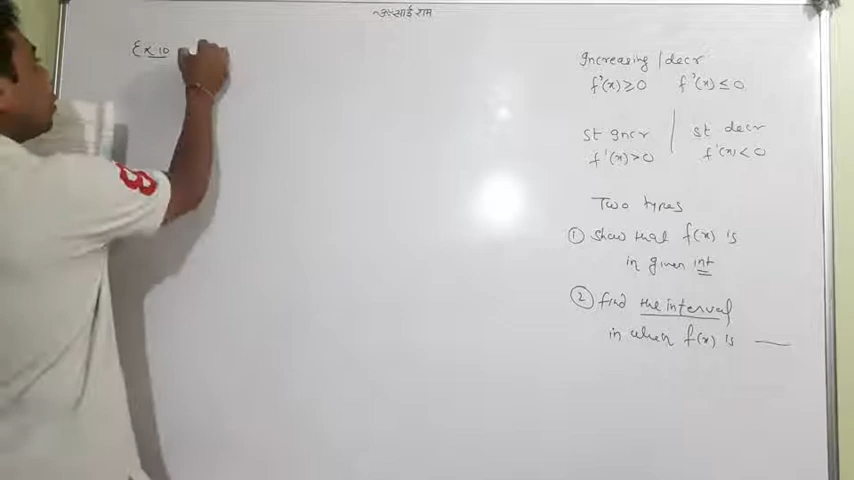 ॐ साई राम
Ex 10
Increasing / decr
f'(x) ≥ 0 f'(x) ≤ 0
st Incr | st decr
f'(x) > 0 f'(x) < 0
Two types
① Show that f(x) is
in given int
② find the interval
in which f(x) is ___